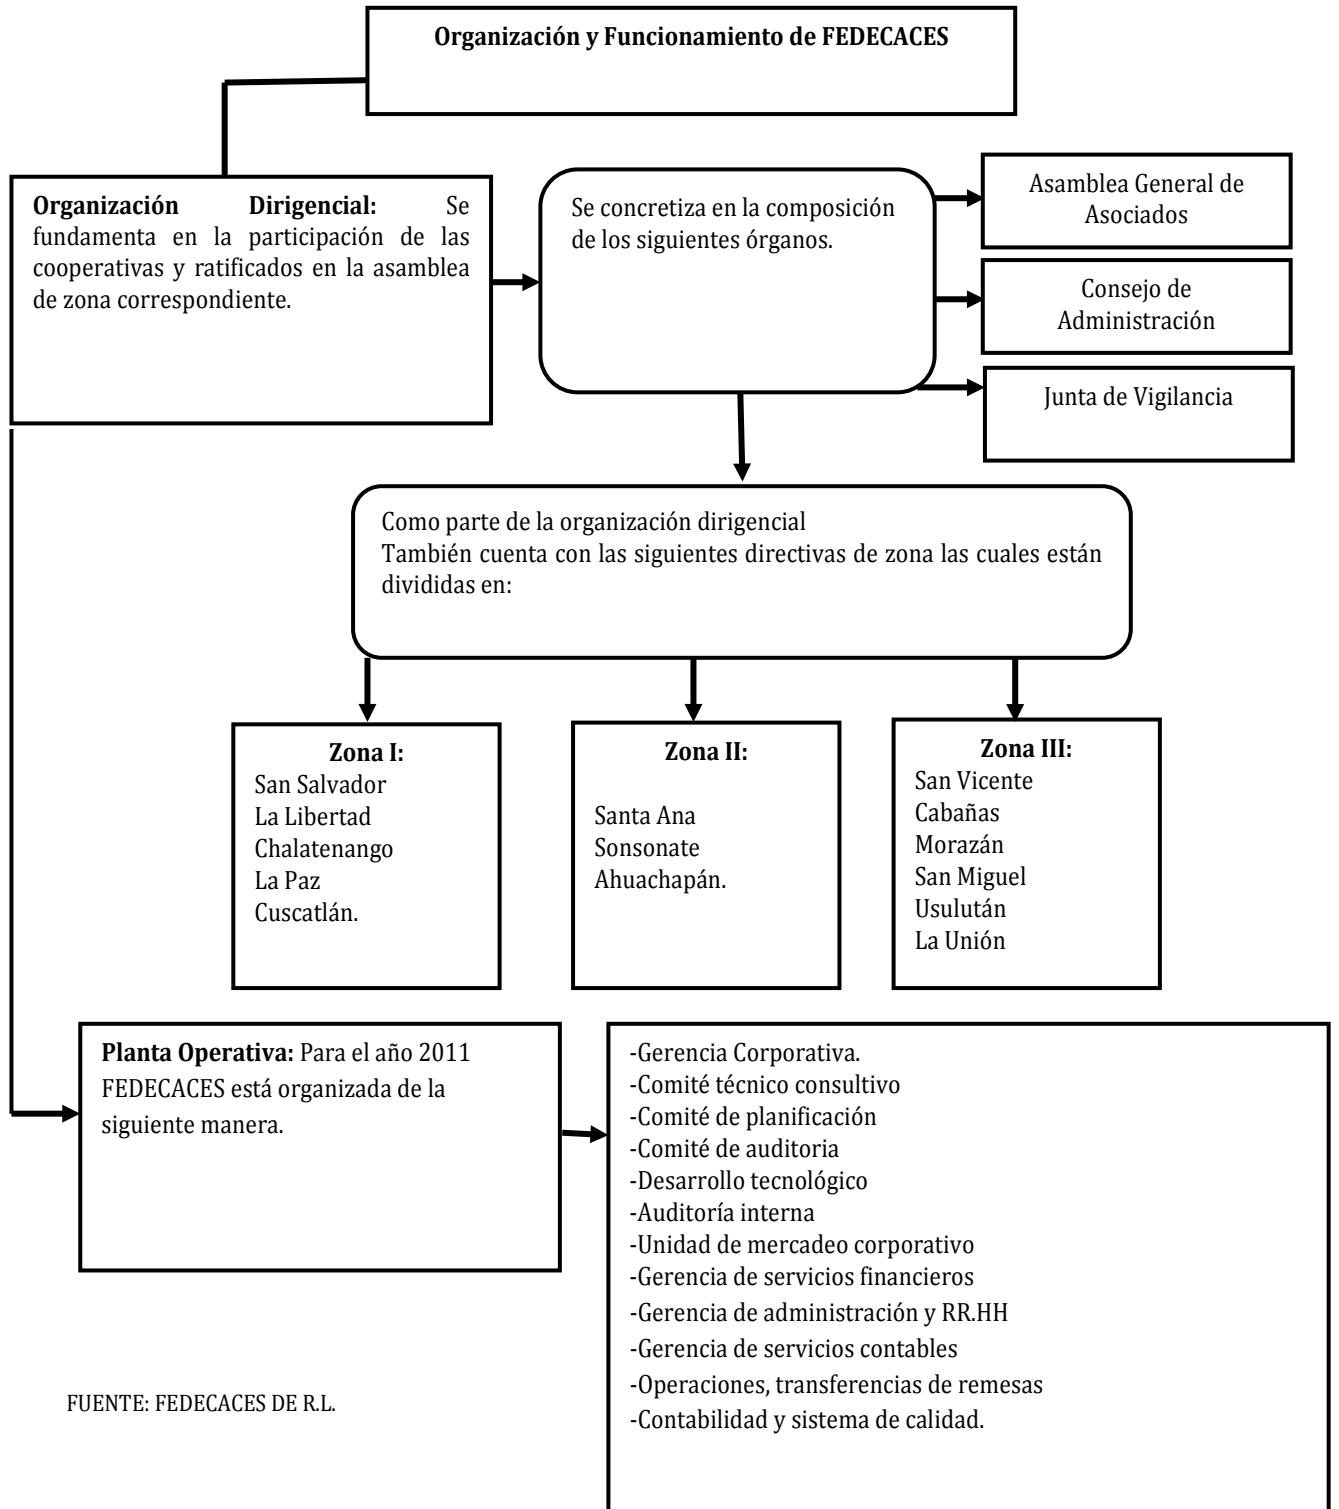 Organización y Funcionamiento de FEDECACES
Organización Dirigencial: Se
fundamenta en la participación de las
cooperativas y ratificados en la asamblea
de zona correspondiente.
Se concretiza en la composición
de los siguientes órganos.
Asamblea General de
Asociados
Consejo de
Administración
Junta de Vigilancia
Como parte de la organización dirigencial
También cuenta con las siguientes directivas de zona las cuales están
divididas en:
Zona I:
San Salvador
La Libertad
Chalatenango
La Paz
Cuscatlán.
Zona II:
Santa Ana
Sonsonate
Ahuachapán.
Zona III:
San Vicente
Cabañas
Morazán
San Miguel
Usulután
La Unión
Planta Operativa: Para el año 2011
FEDECACES está organizada de la
siguiente manera.
-Gerencia Corporativa.
-Comité técnico consultivo
-Comité de planificación
-Comité de auditoria
-Desarrollo tecnológico
-Auditoría interna
-Unidad de mercadeo corporativo
-Gerencia de servicios financieros
-Gerencia de administración y RR.HH
-Gerencia de servicios contables
-Operaciones, transferencias de remesas
-Contabilidad y sistema de calidad.
FUENTE: FEDECACES DE R.L.